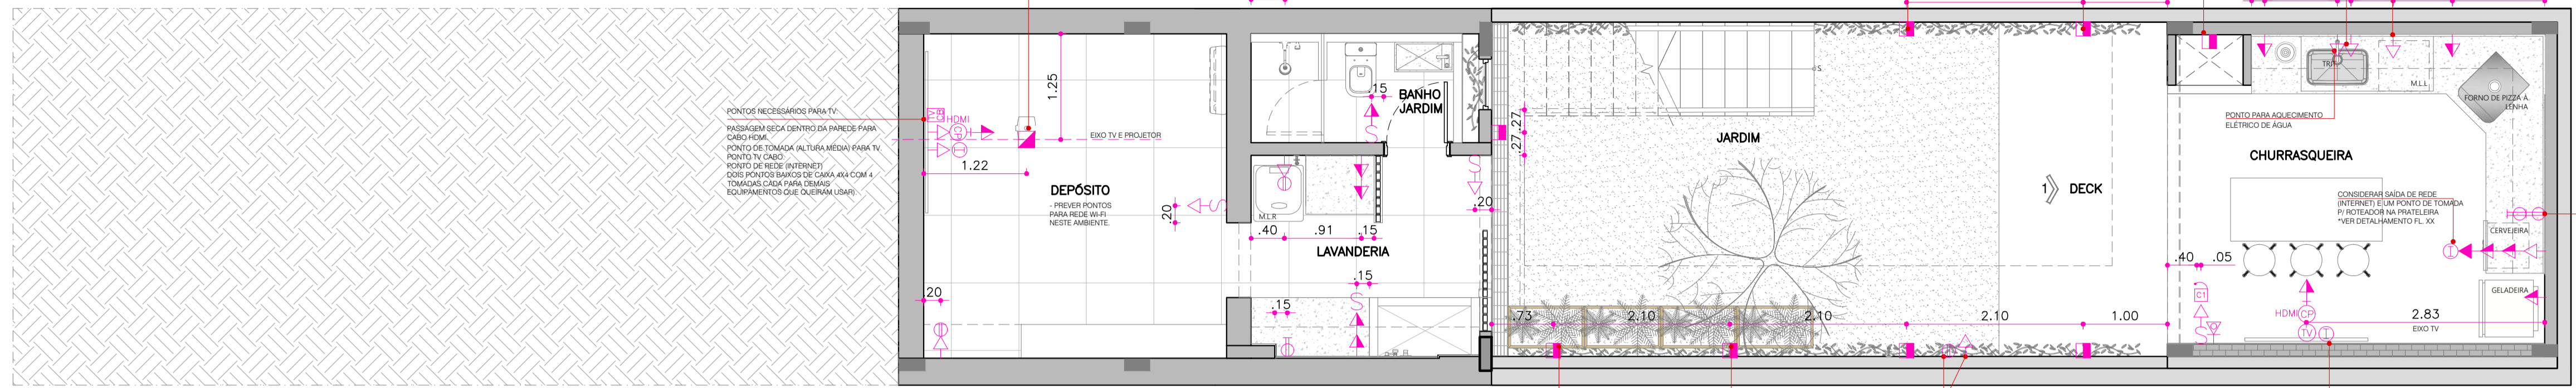 PONTOS NECESSÁRIOS PARA TV:
PASSAGEM SECA DENTRO DA PAREDE PARA
CABO HDMI.
PONTO DE TOMADA (ALTURA MÉDIA) PARA TV.
PONTO TV CABO.
PONTO DE REDE (INTERNET)
DOIS PONTOS BAIXOS DE CAIXA 4X4 COM 4
TOMADAS CADA PARA DEMAIS
EQUIPAMENTOS QUE QUEIRAM USAR).
HDMI
CP
EIXO TV E PROJETOR
1.25
1.22
DEPÓSITO
- PREVER PONTOS
PARA REDE WI-FI
NESTE AMBIENTE.
.20
.20
BANHO
JARDIM
.15
M.L.R
.40
.91
.15
LAVANDERIA
.15
.15
.20
.27
.27
S.
JARDIM
.73
2.10
2.10
2.10
1.00
1
DECK
M.L.L
FORNO DE PIZZA À
LENHA
PONTO PARA AQUECIMENTO
ELÉTRICO DE ÁGUA
CHURRASQUEIRA
CONSIDERAR SAÍDA DE REDE
(INTERNET) E UM PONTO DE TOMADA
P/ ROTEADOR NA PRATELEIRA
*VER DETALHAMENTO FL. XX
CERVEJEIRA
GELADEIRA
.40
.05
C1
HDMI
CP
TV
2.83
EIXO TV